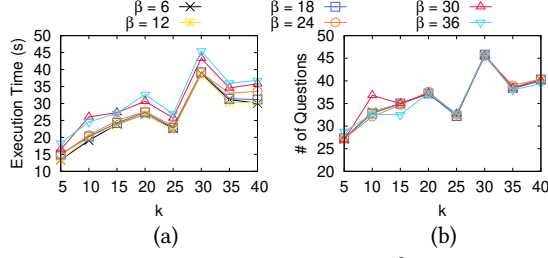 β = 6 β = 18 β = 30
β = 12 β = 24 β = 36
Execution Time (s)
50
45
40
35
30
25
20
15
10
5 10 15 20 25 30 35 40
k
(a)
# of Questions
50
45
40
35
30
25
20
5 10 15 20 25 30 35 40
k
(b)